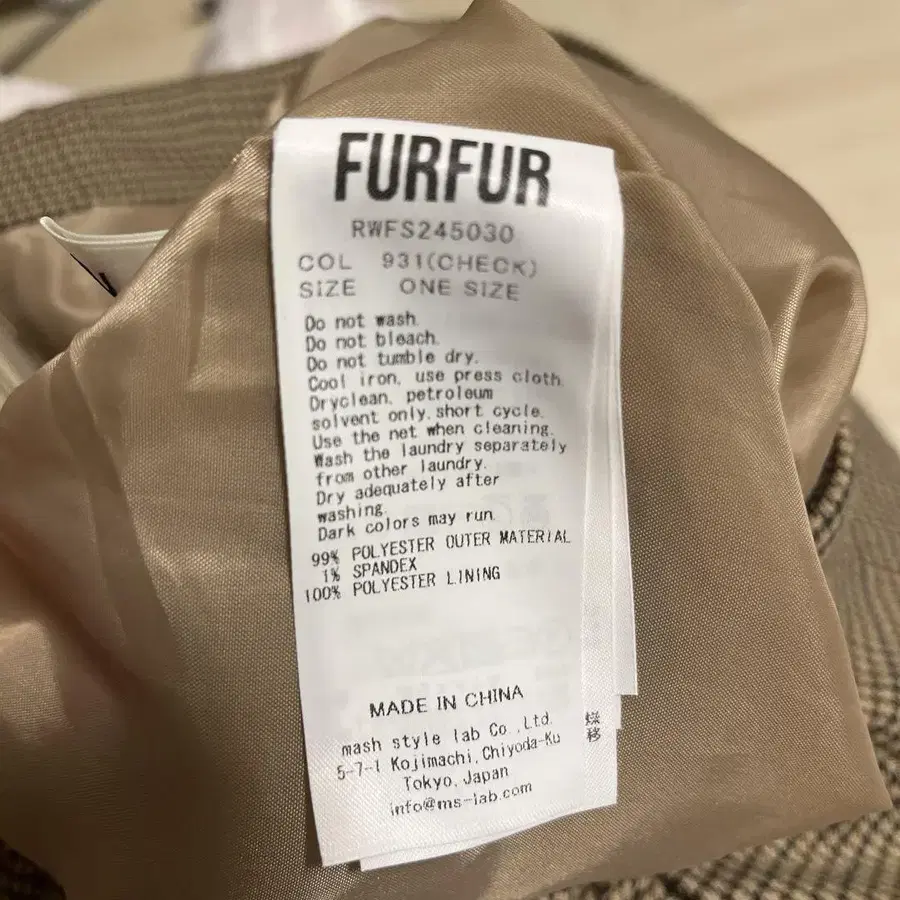 FURFUR
RWFS245030
COL 931(CHECK)
SIZE ONE SIZE
Do not wash.
Do not bleach.
Do not tumble dry.
Cool iron, use press cloth.
Dryclean, petroleum
solvent only.short cycle.
Use the net when cleaning.
Wash the laundry separately
from other laundry.
Dry adequately after
washing.
Dark colors may run.
99% POLYESTER OUTER MATERIAL
1% SPANDEX
100% POLYESTER LINING
MADE IN CHINA
mash style lab Co.,Ltd.
5-7-1 Kojimachi,Chiyoda-Ku
Tokyo,Japan
info@ms-lab.com